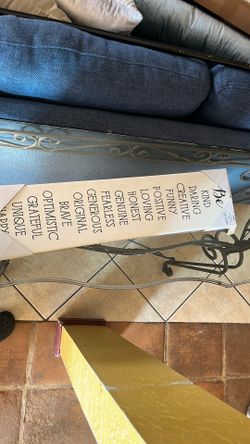 Be
KIND
DARING
CREATIVE
FUNNY
POSITIVE
LOVING
HONEST
GENUINE
FEARLESS
GENEROUS
ORIGINAL
BRAVE
OPTIMISTIC
GRATEFUL
UNIQUE
HAPPY